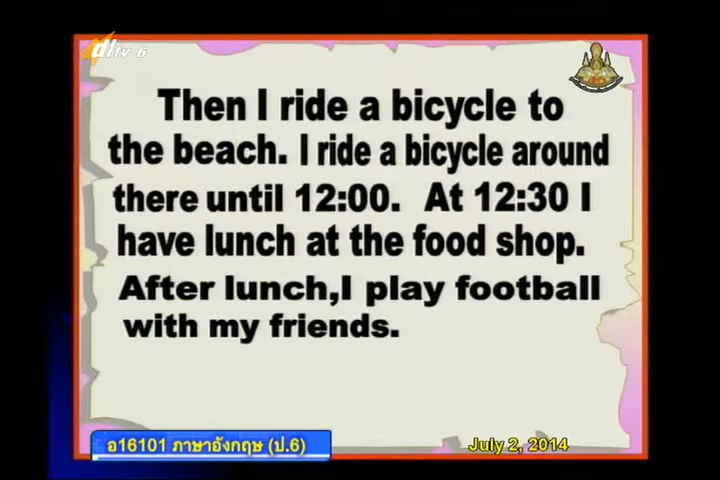 dltv 6
Then I ride a bicycle to
the beach. I ride a bicycle around
there until 12:00. At 12:30 I
have lunch at the food shop.
After lunch,I play football
with my friends.
อ16101 ภาษาอังกฤษ (ป.6)
July 2, 2014